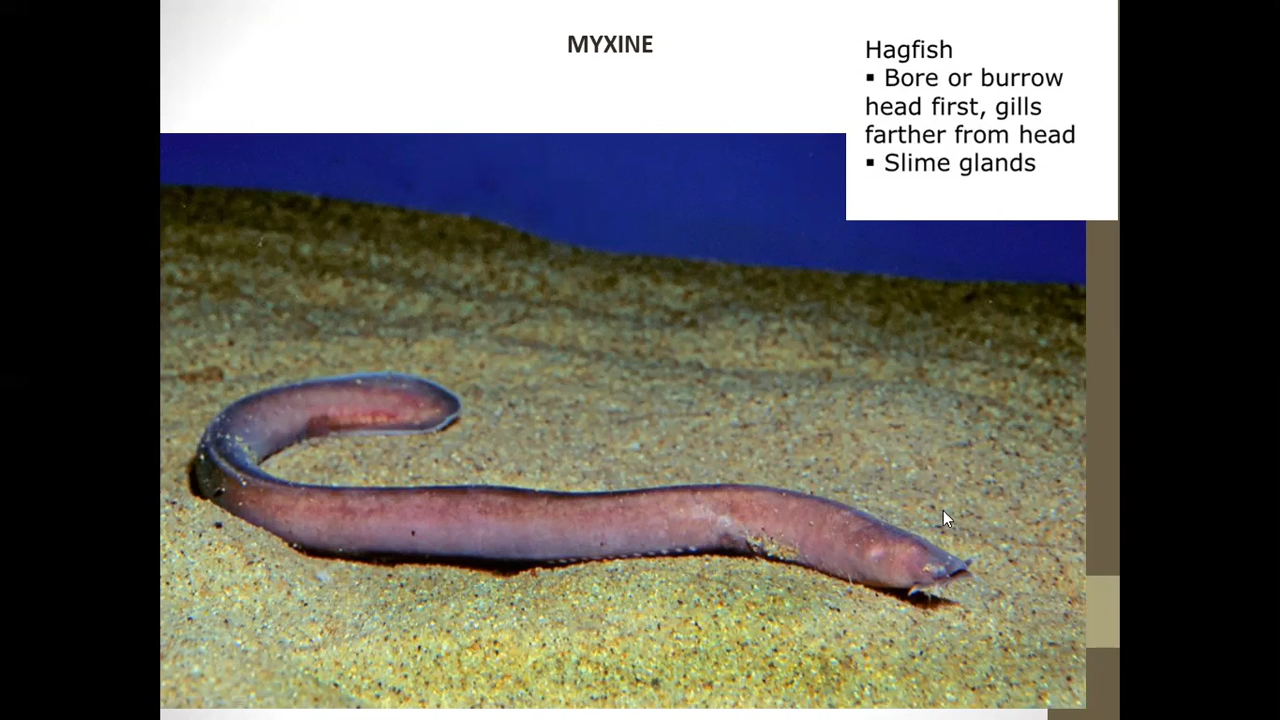 MYXINE
Hagfish
▪ Bore or burrow
head first, gills
farther from head
▪ Slime glands